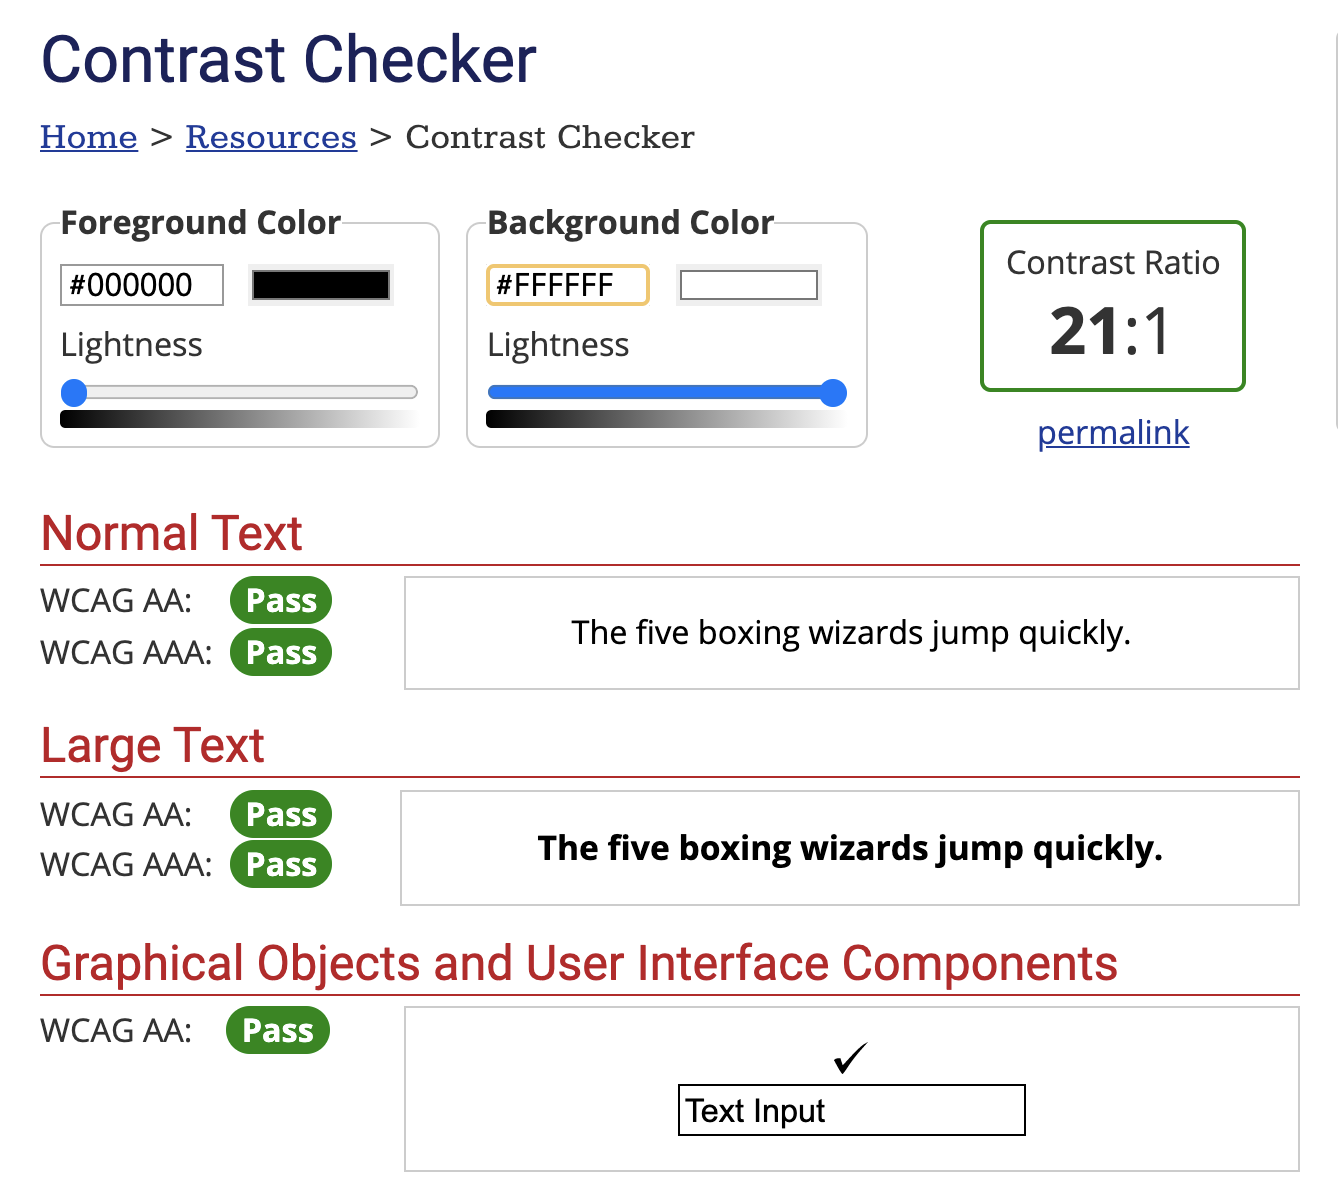 Contrast Checker
Home > Resources > Contrast Checker
Foreground Color
#000000
Lightness
Background Color
#FFFFFF
Lightness
Contrast Ratio
21:1
permalink
Normal Text
WCAG AA: Pass
WCAG AAA: Pass
The five boxing wizards jump quickly.
Large Text
WCAG AA: Pass
WCAG AAA: Pass
The five boxing wizards jump quickly.
Graphical Objects and User Interface Components
WCAG AA: Pass
✓
Text Input